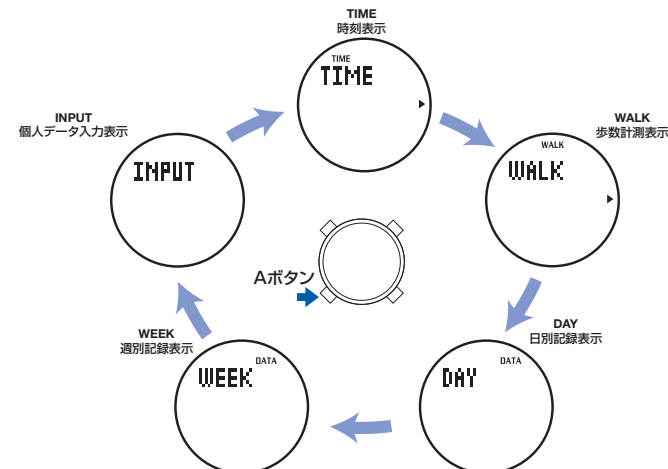 TIME
時刻表示
TIME
TIME
WALK
歩数計測表示
WALK
WALK
DAY
日別記録表示
DATA
DAY
WEEK
週別記録表示
DATA
WEEK
INPUT
個人データ入力表示
INPUT
Aボタン